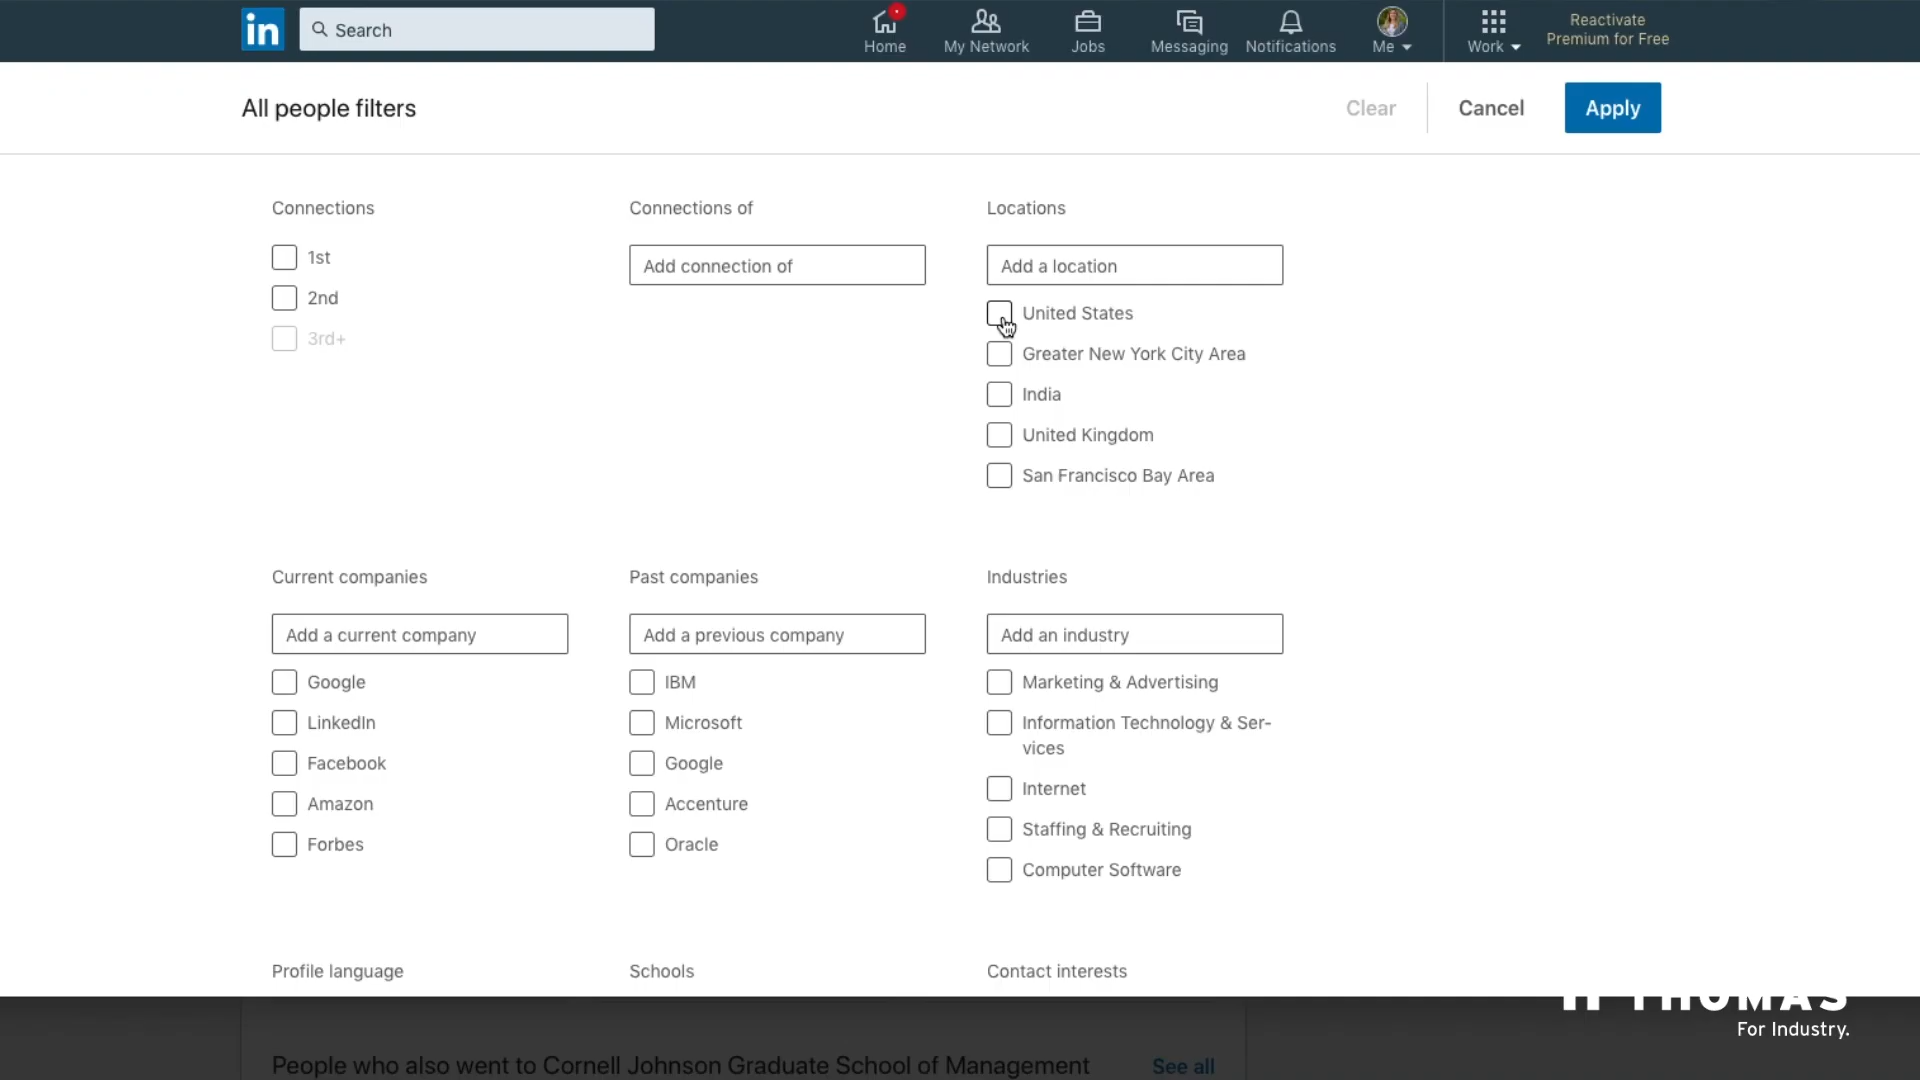 in
Search
Home
My Network
Jobs
Messaging
Notifications
Me
Work
Reactivate
Premium for Free
All people filters
Clear
Cancel
Apply
Connections
1st
2nd
3rd+
Connections of
Add connection of
Locations
Add a location
United States
Greater New York City Area
India
United Kingdom
San Francisco Bay Area
Current companies
Add a current company
Google
LinkedIn
Facebook
Amazon
Forbes
Past companies
Add a previous company
IBM
Microsoft
Google
Accenture
Oracle
Industries
Add an industry
Marketing & Advertising
Information Technology & Ser-
vices
Internet
Staffing & Recruiting
Computer Software
Profile language
Schools
Contact interests
THOMAS
For Industry.
People who also went to Cornell Johnson Graduate School of Management
See all